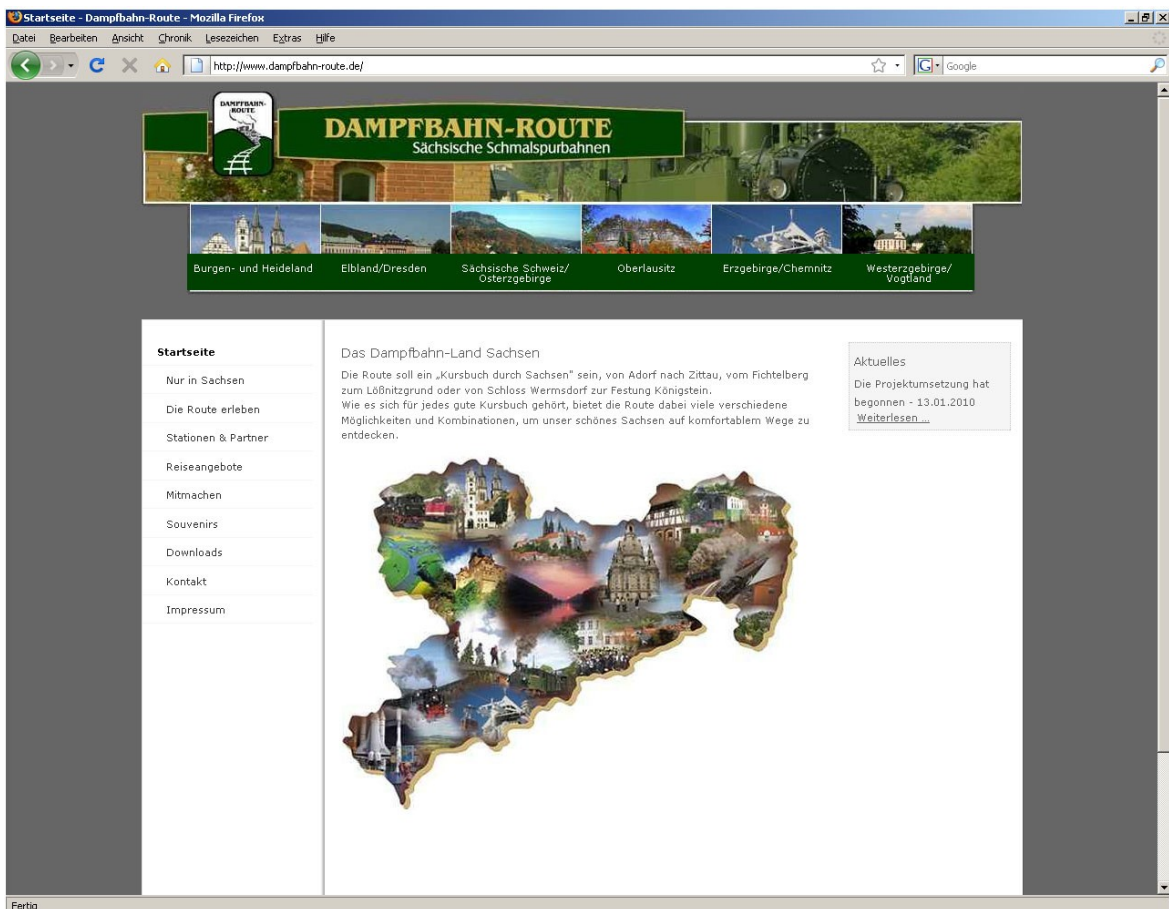 Startseite - Dampfbahn-Route - Mozilla Firefox
Datei Bearbeiten Ansicht Chronik Lesezeichen Extras Hilfe
http://www.dampfbahn-route.de/
Google
DAMPFBAHN-
ROUTE
DAMPFBAHN-ROUTE
Sächsische Schmalspurbahnen
Burgen- und Heideland
Elbland/Dresden
Sächsische Schweiz/
Osterzgebirge
Oberlausitz
Erzgebirge/Chemnitz
Westerzgebirge/
Vogtland
Startseite
Nur in Sachsen
Die Route erleben
Stationen & Partner
Reiseangebote
Mitmachen
Souvenirs
Downloads
Kontakt
Impressum
Das Dampfbahn-Land Sachsen
Die Route soll ein „Kursbuch durch Sachsen" sein, von Adorf nach Zittau, vom Fichtelberg
zum Lößnitzgrund oder von Schloss Wermsdorf zur Festung Königstein.
Wie es sich für jedes gute Kursbuch gehört, bietet die Route dabei viele verschiedene
Möglichkeiten und Kombinationen, um unser schönes Sachsen auf komfortablem Wege zu
entdecken.
Aktuelles
Die Projektumsetzung hat
begonnen - 13.01.2010
Weiterlesen ...
Fertig